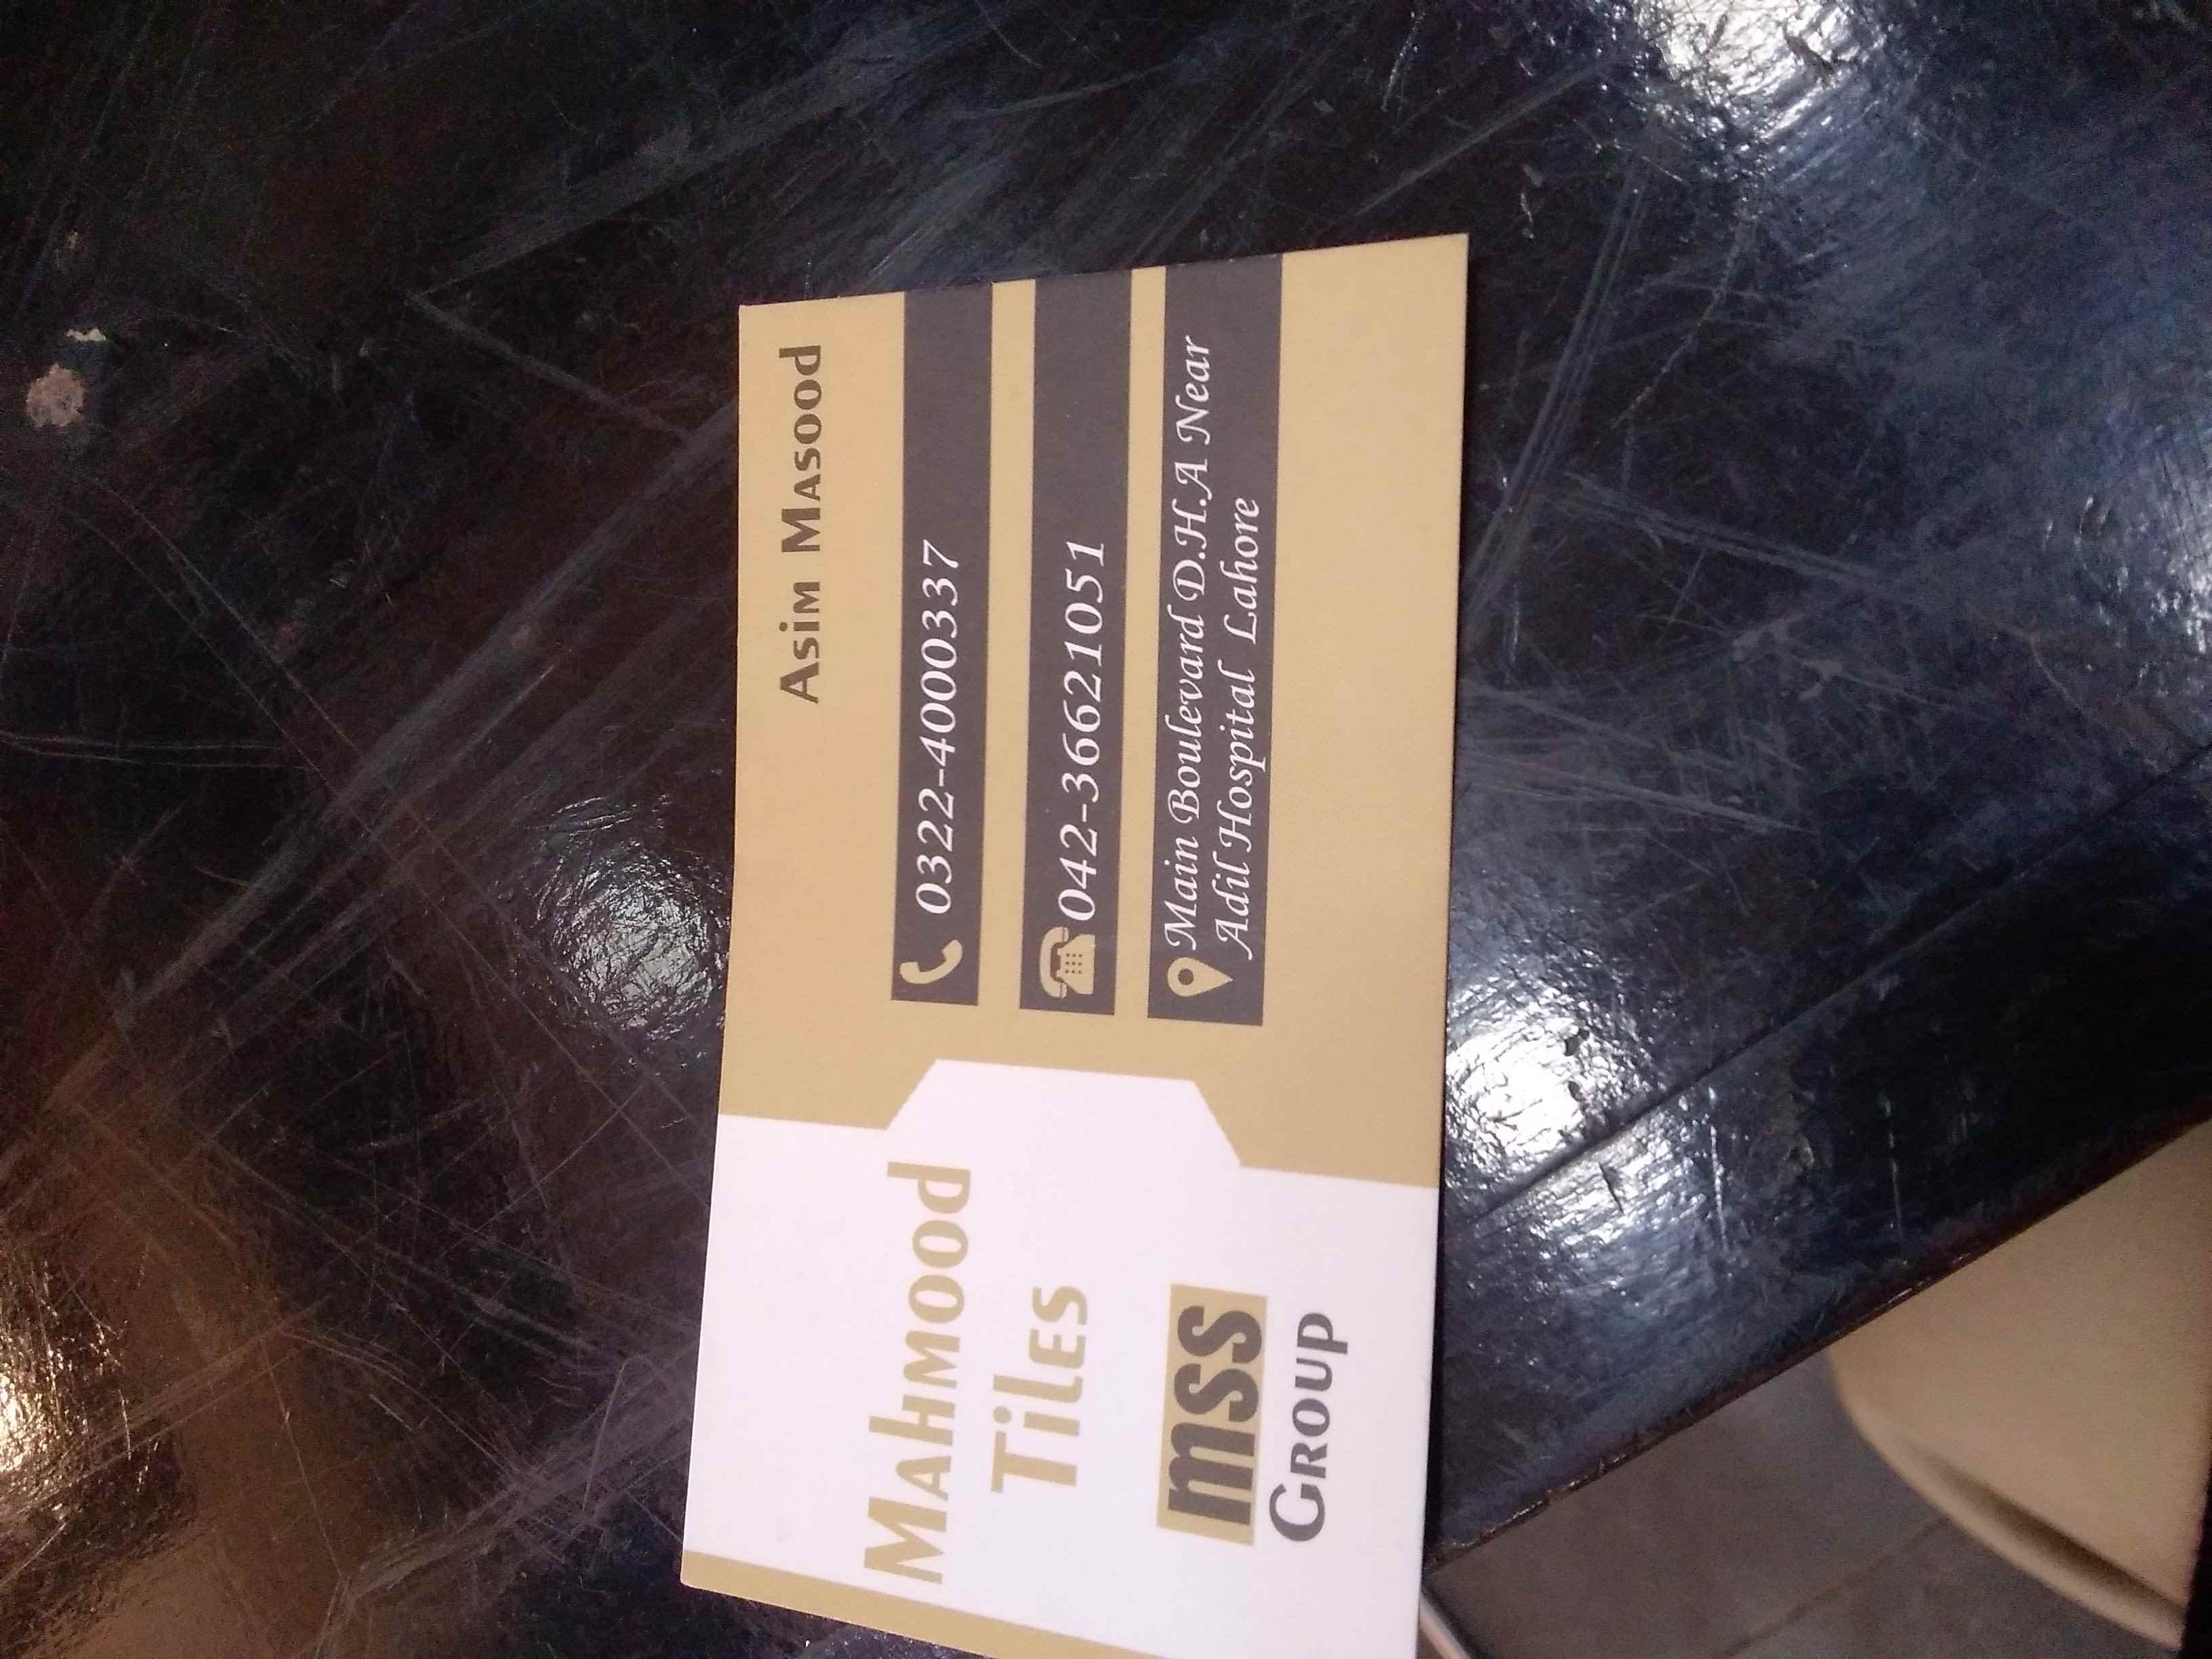 Mahmood
Tiles
mss
Group
Asim Masood
0322-4000337
042-36621051
Main Boulevard D.H.A Near
Adil Hospital Lahore